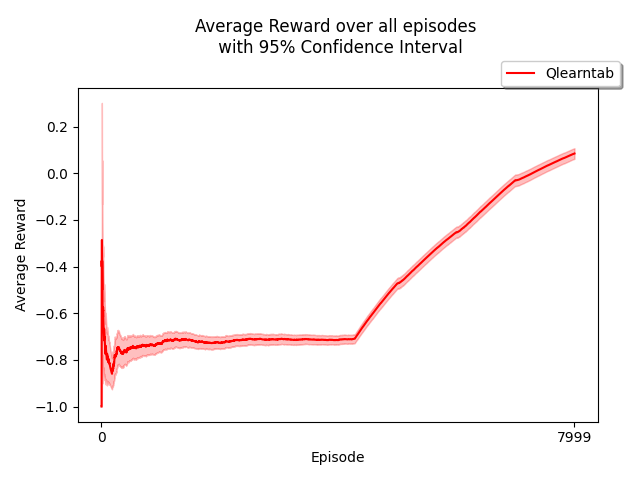 Average Reward over all episodes
with 95% Confidence Interval
Qlearntab
0.2
0.0
−0.2
−0.4
−0.6
−0.8
−1.0
Average Reward
0
7999
Episode